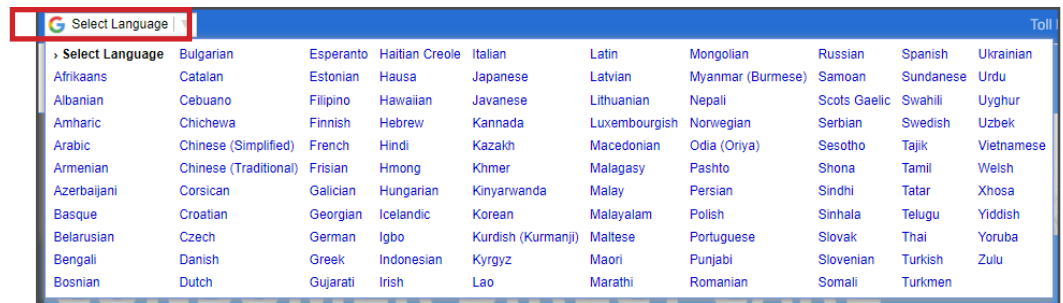 Select Language
Toll
› Select Language Bulgarian Esperanto Haitian Creole Italian Latin Mongolian Russian Spanish Ukrainian
Afrikaans Catalan Estonian Hausa Japanese Latvian Myanmar (Burmese) Samoan Sundanese Urdu
Albanian Cebuano Filipino Hawaiian Javanese Lithuanian Nepali Scots Gaelic Swahili Uyghur
Amharic Chichewa Finnish Hebrew Kannada Luxembourgish Norwegian Serbian Swedish Uzbek
Arabic Chinese (Simplified) French Hindi Kazakh Macedonian Odia (Oriya) Sesotho Tajik Vietnamese
Armenian Chinese (Traditional) Frisian Hmong Khmer Malagasy Pashto Shona Tamil Welsh
Azerbaijani Corsican Galician Hungarian Kinyarwanda Malay Persian Sindhi Tatar Xhosa
Basque Croatian Georgian Icelandic Korean Malayalam Polish Sinhala Telugu Yiddish
Belarusian Czech German Igbo Kurdish (Kurmanji) Maltese Portuguese Slovak Thai Yoruba
Bengali Danish Greek Indonesian Kyrgyz Maori Punjabi Slovenian Turkish Zulu
Bosnian Dutch Gujarati Irish Lao Marathi Romanian Somali Turkmen